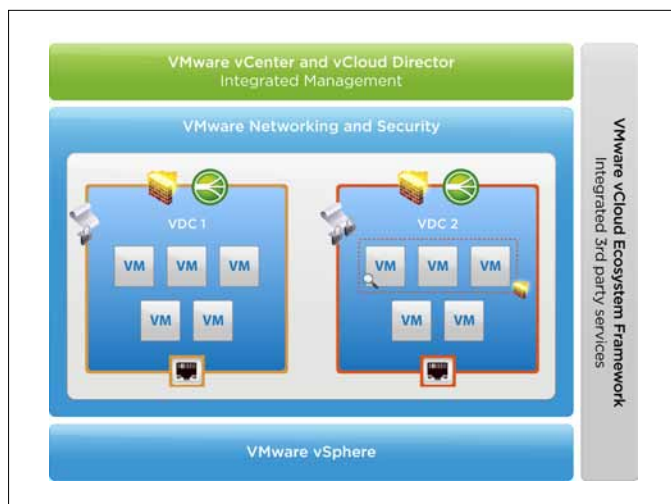 VMware vCenter and vCloud Director
Integrated Management
VMware Networking and Security
VDC 1
VM VM VM
VM VM
VDC 2
VM VM VM
VM VM
VMware vSphere
VMware vCloud Ecosystem Framework
Integrated 3rd party services